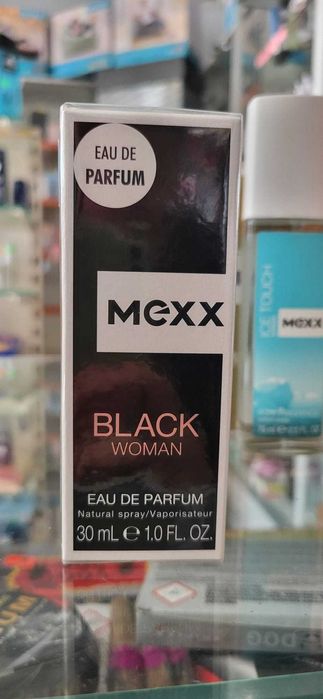 EAU DE
PARFUM
MEXX
BLACK
WOMAN
EAU DE PARFUM
Natural spray/Vaporisateur
30 mL e 1.0 FL. OZ.
ICE TOUCH
MEXX